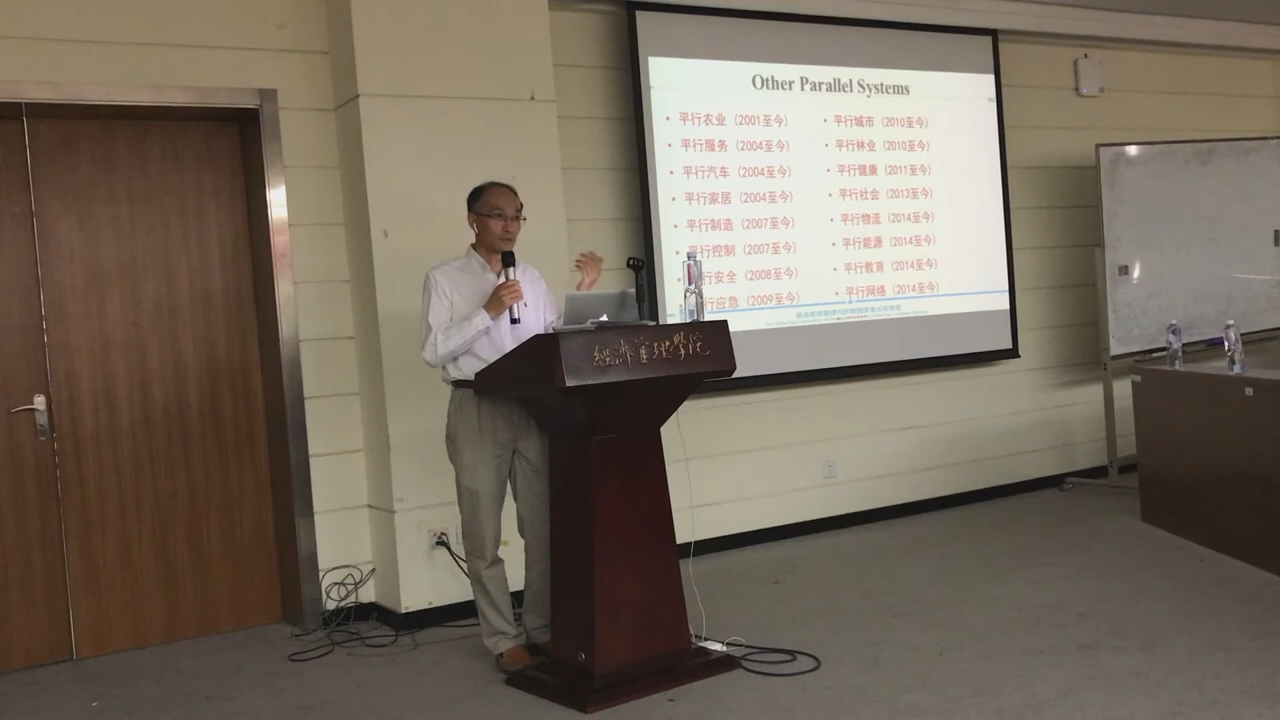 Other Parallel Systems
• 平行农业（2001至今）
• 平行服务（2004至今）
• 平行汽车（2004至今）
• 平行家居（2004至今）
• 平行制造（2007至今）
平行控制（2007至今）
行安全（2008至今）
行应急（2009至今）
• 平行城市（2010至今）
• 平行林业（2010至今）
• 平行健康（2011至今）
• 平行社会（2013至今）
• 平行物流（2014至今）
• 平行能源（2014至今）
• 平行教育（2014至今）
• 平行网络（2014至今）
經濟管理學院